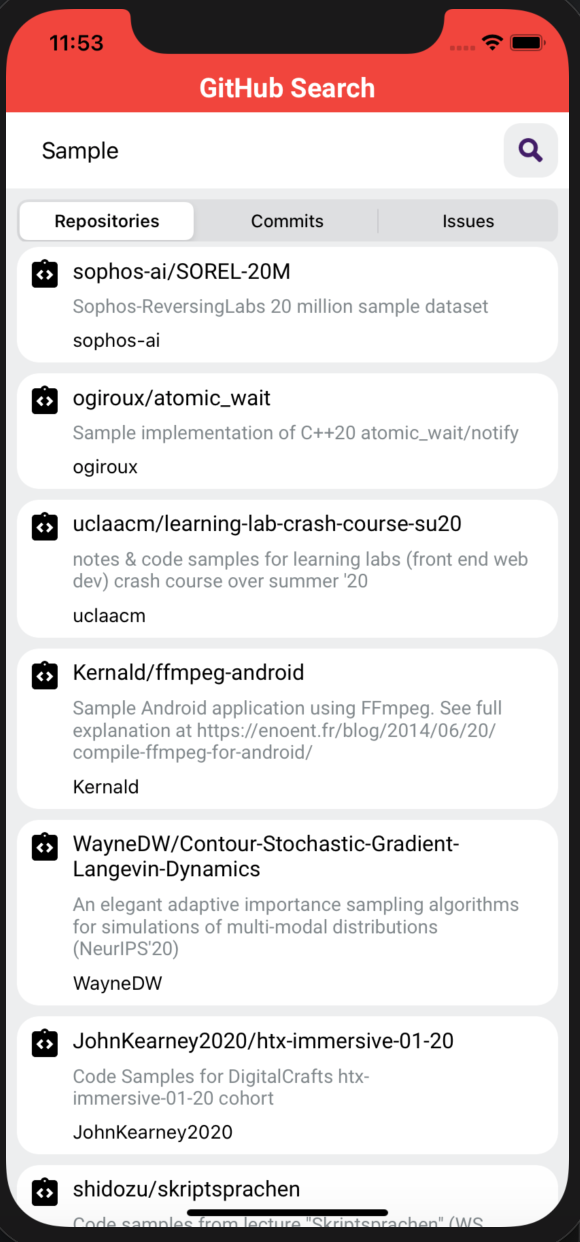 11:53
GitHub Search
Sample
Repositories
Commits
Issues
sophos-ai/SOREL-20M
Sophos-ReversingLabs 20 million sample dataset
sophos-ai
ogiroux/atomic_wait
Sample implementation of C++20 atomic_wait/notify
ogiroux
uclaacm/learning-lab-crash-course-su20
notes & code samples for learning labs (front end web
dev) crash course over summer '20
uclaacm
Kernald/ffmpeg-android
Sample Android application using FFmpeg. See full
explanation at https://enoent.fr/blog/2014/06/20/
compile-ffmpeg-for-android/
Kernald
WayneDW/Contour-Stochastic-Gradient-
Langevin-Dynamics
An elegant adaptive importance sampling algorithms
for simulations of multi-modal distributions
(NeurIPS'20)
WayneDW
JohnKearney2020/htx-immersive-01-20
Code Samples for DigitalCrafts htx-
immersive-01-20 cohort
JohnKearney2020
shidozu/skriptsprachen
Code samples from lecture "Skriptsprachen" (WS